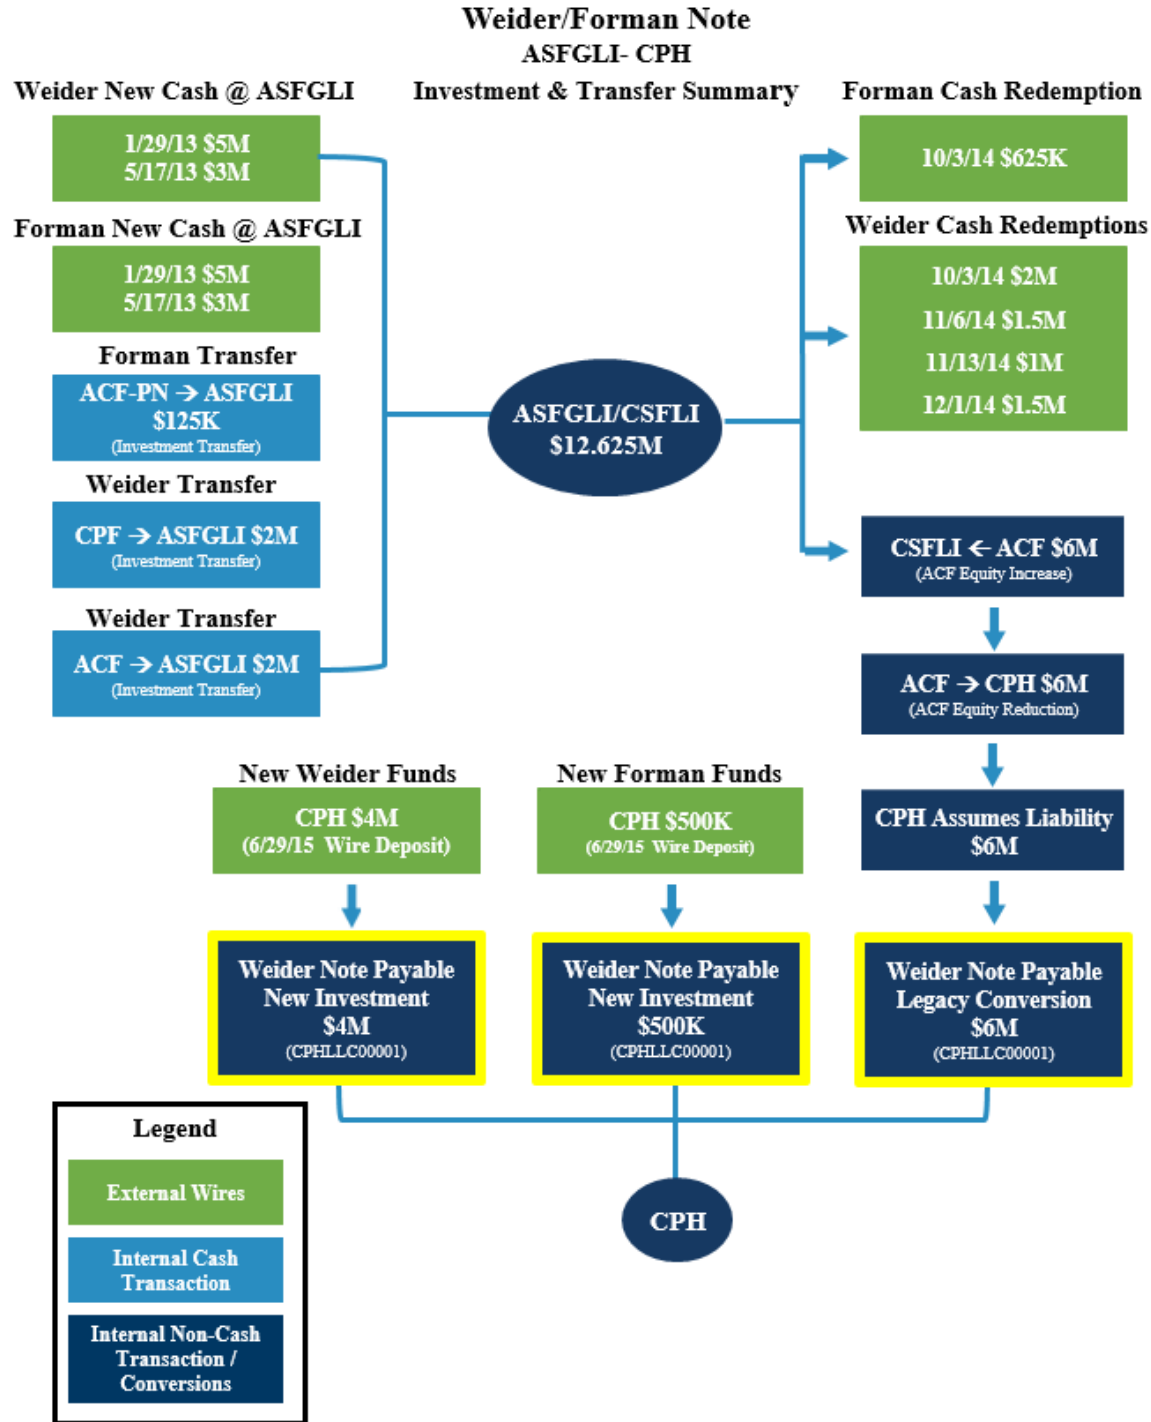 Weider/Forman Note
ASFGLI- CPH
Investment & Transfer Summary
Weider New Cash @ ASFGLI
1/29/13 $5M
5/17/13 $3M
Forman New Cash @ ASFGLI
1/29/13 $5M
5/17/13 $3M
Forman Transfer
ACF-PN → ASFGLI
$125K
(Investment Transfer)
Weider Transfer
CPF → ASFGLI $2M
(Investment Transfer)
Weider Transfer
ACF → ASFGLI $2M
(Investment Transfer)
ASFGLI/CSFLI
$12.625M
Forman Cash Redemption
10/3/14 $625K
Weider Cash Redemptions
10/3/14 $2M
11/6/14 $1.5M
11/13/14 $1M
12/1/14 $1.5M
CSFLI ← ACF $6M
(ACF Equity Increase)
ACF → CPH $6M
(ACF Equity Reduction)
CPH Assumes Liability
$6M
New Weider Funds
CPH $4M
(6/29/15 Wire Deposit)
New Forman Funds
CPH $500K
(6/29/15 Wire Deposit)
Weider Note Payable
New Investment
$4M
(CPHLLC00001)
Weider Note Payable
New Investment
$500K
(CPHLLC00001)
Weider Note Payable
Legacy Conversion
$6M
(CPHLLC00001)
CPH
Legend
External Wires
Internal Cash
Transaction
Internal Non-Cash
Transaction /
Conversions